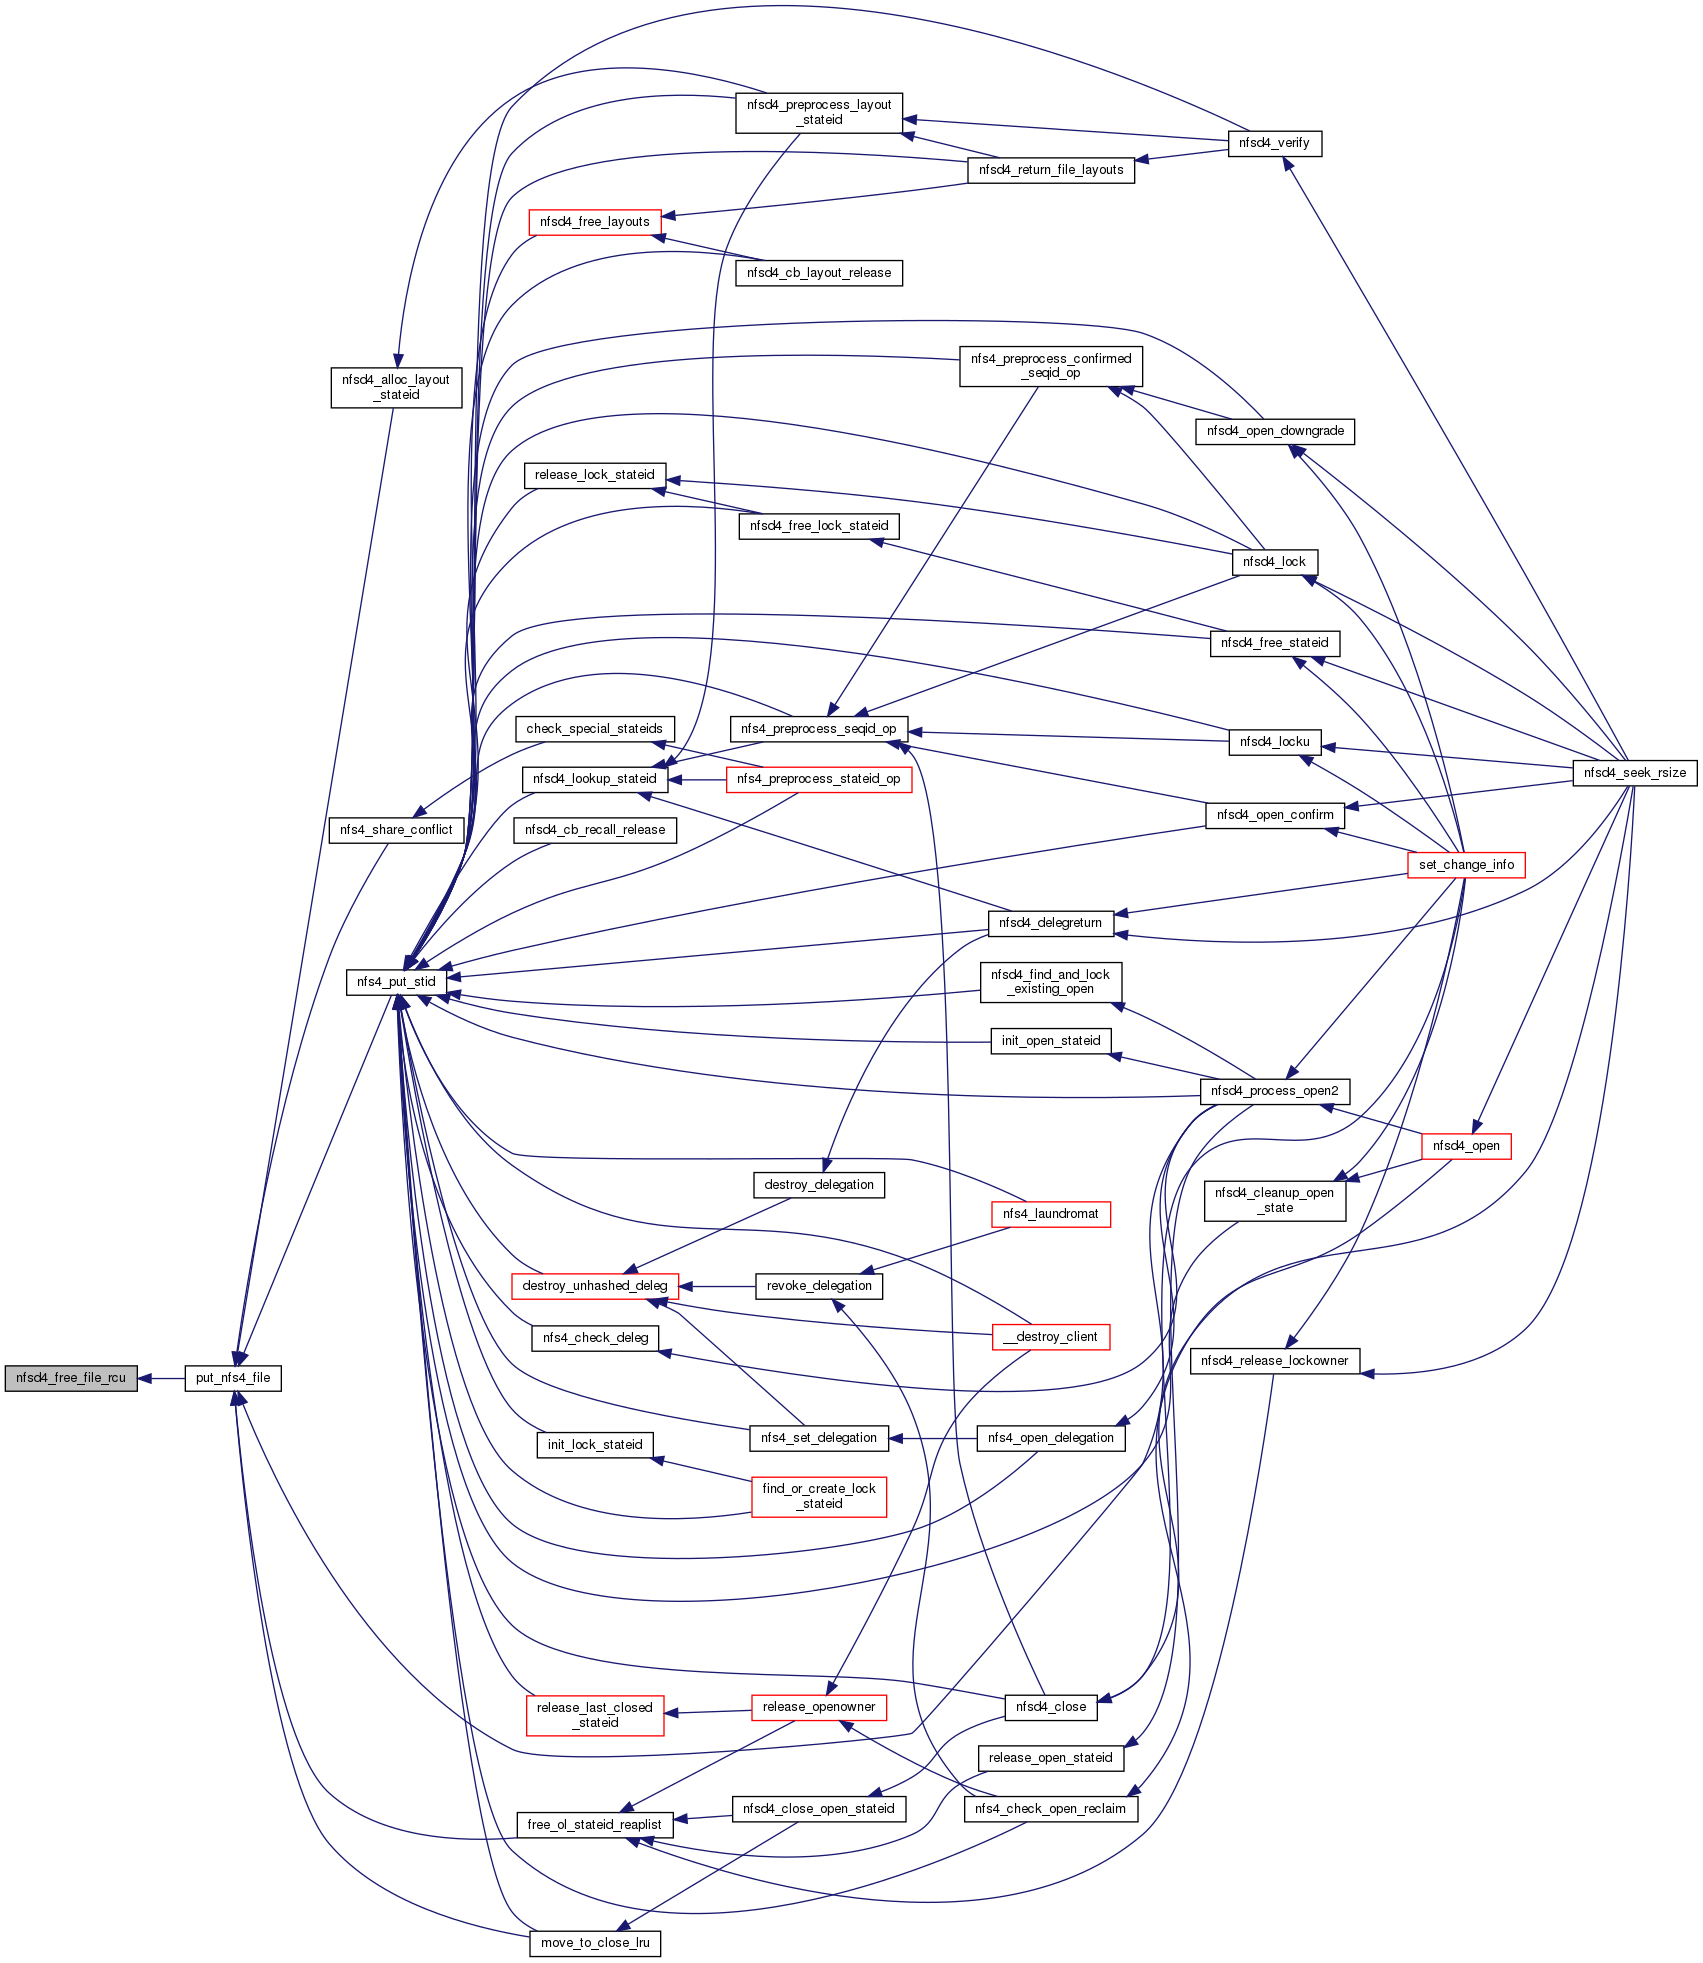 nfsd4_preprocess_layout
_stateid
nfsd4_verify
nfsd4_return_file_layouts
nfsd4_free_layouts
nfsd4_cb_layout_release
nfs4_preprocess_confirmed
_seqid_op
nfsd4_alloc_layout
_stateid
nfsd4_open_downgrade
release_lock_stateid
nfsd4_free_lock_stateid
nfsd4_lock
nfsd4_free_stateid
check_special_stateids
nfs4_preprocess_seqid_op
nfsd4_locku
nfsd4_lookup_stateid
nfs4_preprocess_stateid_op
nfsd4_seek_rsize
nfs4_share_conflict
nfsd4_cb_recall_release
nfsd4_open_confirm
set_change_info
nfsd4_delegreturn
nfs4_put_stid
nfsd4_find_and_lock
_existing_open
init_open_stateid
nfsd4_process_open2
nfsd4_open
destroy_delegation
nfsd4_cleanup_open
_state
nfs4_laundromat
destroy_unhashed_deleg
revoke_delegation
nfs4_check_deleg
__destroy_client
nfsd4_release_lockowner
nfsd4_free_file_rcu
put_nfs4_file
nfs4_set_delegation
nfs4_open_delegation
init_lock_stateid
find_or_create_lock
_stateid
release_last_closed
_stateid
release_openowner
nfsd4_close
release_open_stateid
nfsd4_close_open_stateid
nfs4_check_open_reclaim
free_ol_stateid_reaplist
move_to_close_lru